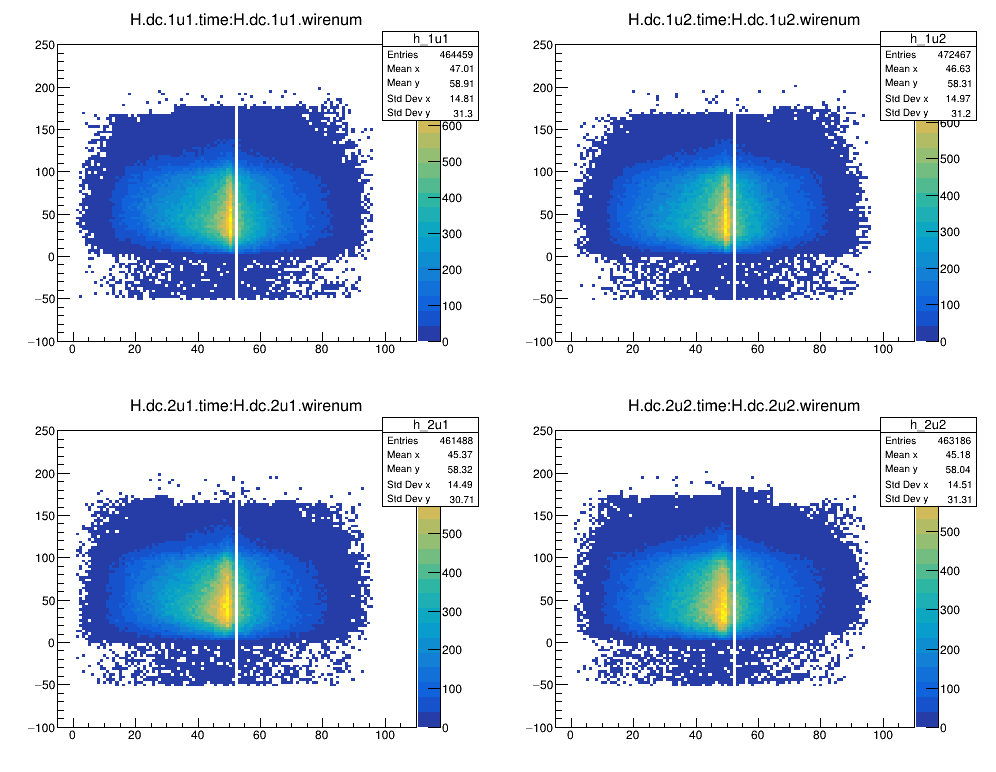 H.dc.1u1.time:H.dc.1u1.wirenum
h_1u1
Entries 464459
Mean x 47.01
Mean y 58.91
Std Dev x 14.81
Std Dev y 31.3
250
200
150
100
50
0
−50
−100
0 20 40 60 80 100
600
500
400
300
200
100
0
H.dc.1u2.time:H.dc.1u2.wirenum
h_1u2
Entries 472467
Mean x 46.63
Mean y 58.31
Std Dev x 14.97
Std Dev y 31.2
250
200
150
100
50
0
−50
−100
0 20 40 60 80 100
600
500
400
300
200
100
0
H.dc.2u1.time:H.dc.2u1.wirenum
h_2u1
Entries 461488
Mean x 45.37
Mean y 58.32
Std Dev x 14.49
Std Dev y 30.71
250
200
150
100
50
0
−50
−100
0 20 40 60 80 100
500
400
300
200
100
0
H.dc.2u2.time:H.dc.2u2.wirenum
h_2u2
Entries 463186
Mean x 45.18
Mean y 58.04
Std Dev x 14.51
Std Dev y 31.31
250
200
150
100
50
0
−50
−100
0 20 40 60 80 100
500
400
300
200
100
0